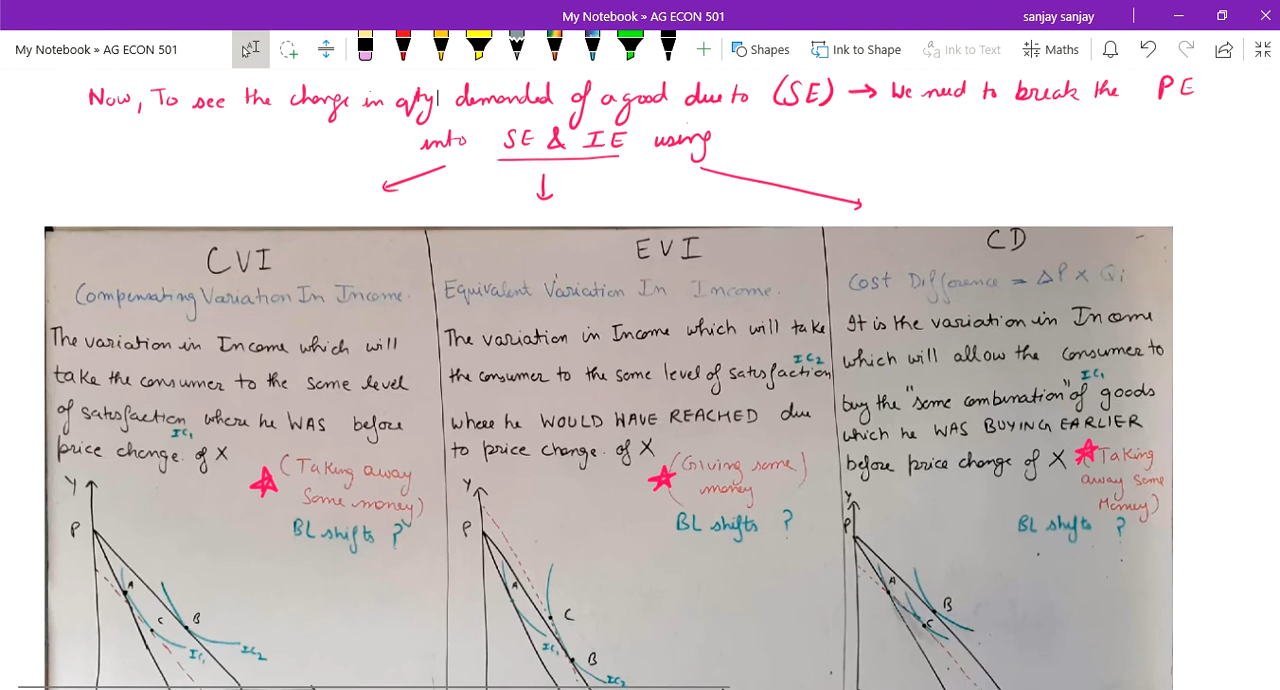 My Notebook » AG ECON 501
sanjay sanjay
My Notebook » AG ECON 501
Shapes
Ink to Shape
Ink to Text
Maths
Now, To see the change in qty demanded of a good due to (SE) → We need to break the PE
into SE & IE using
CVI
Compensating Variation In Income.
The variation in Income which will
take the consumer to the same level
of satisfaction where he WAS before
IC1
price change of X
(Taking away
some money)
BL shifts ?
Y
P
A
C
B
IC1
IC2
EVI
Equivalent Variation In Income.
The variation in Income which will take
IC2
the consumer to the same level of satisfaction
where he WOULD HAVE REACHED due
to price change of X
(Giving some)
money
BL shifts ?
Y
P
A
C
B
IC1
IC2
CD
Cost Difference = ΔP x Qi
It is the variation in Income
which will allow the consumer to
IC1
buy the "same combination" of goods
which he WAS BUYING EARLIER
before price change of X (Taking
away some
Money)
BL shifts ?
Y
P
A
B
C